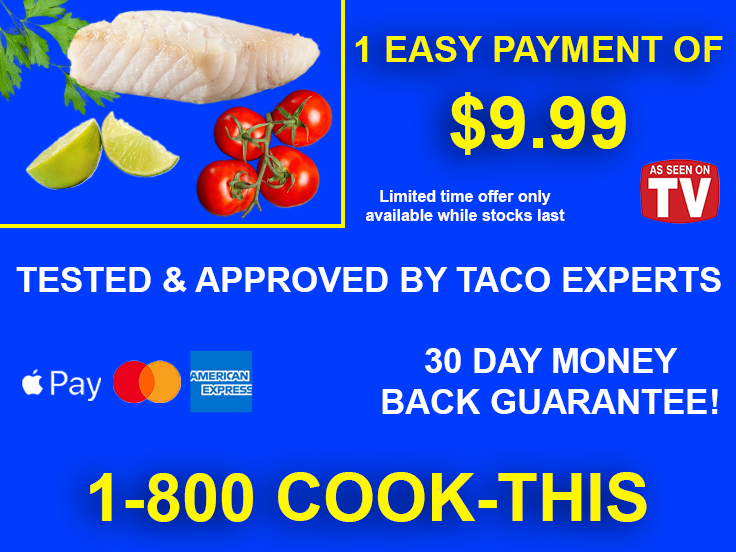 1 EASY PAYMENT OF
$9.99
Limited time offer only
available while stocks last
AS SEEN ON
TV
TESTED & APPROVED BY TACO EXPERTS
Pay
AMERICAN
EXPRESS
30 DAY MONEY
BACK GUARANTEE!
1-800 COOK-THIS